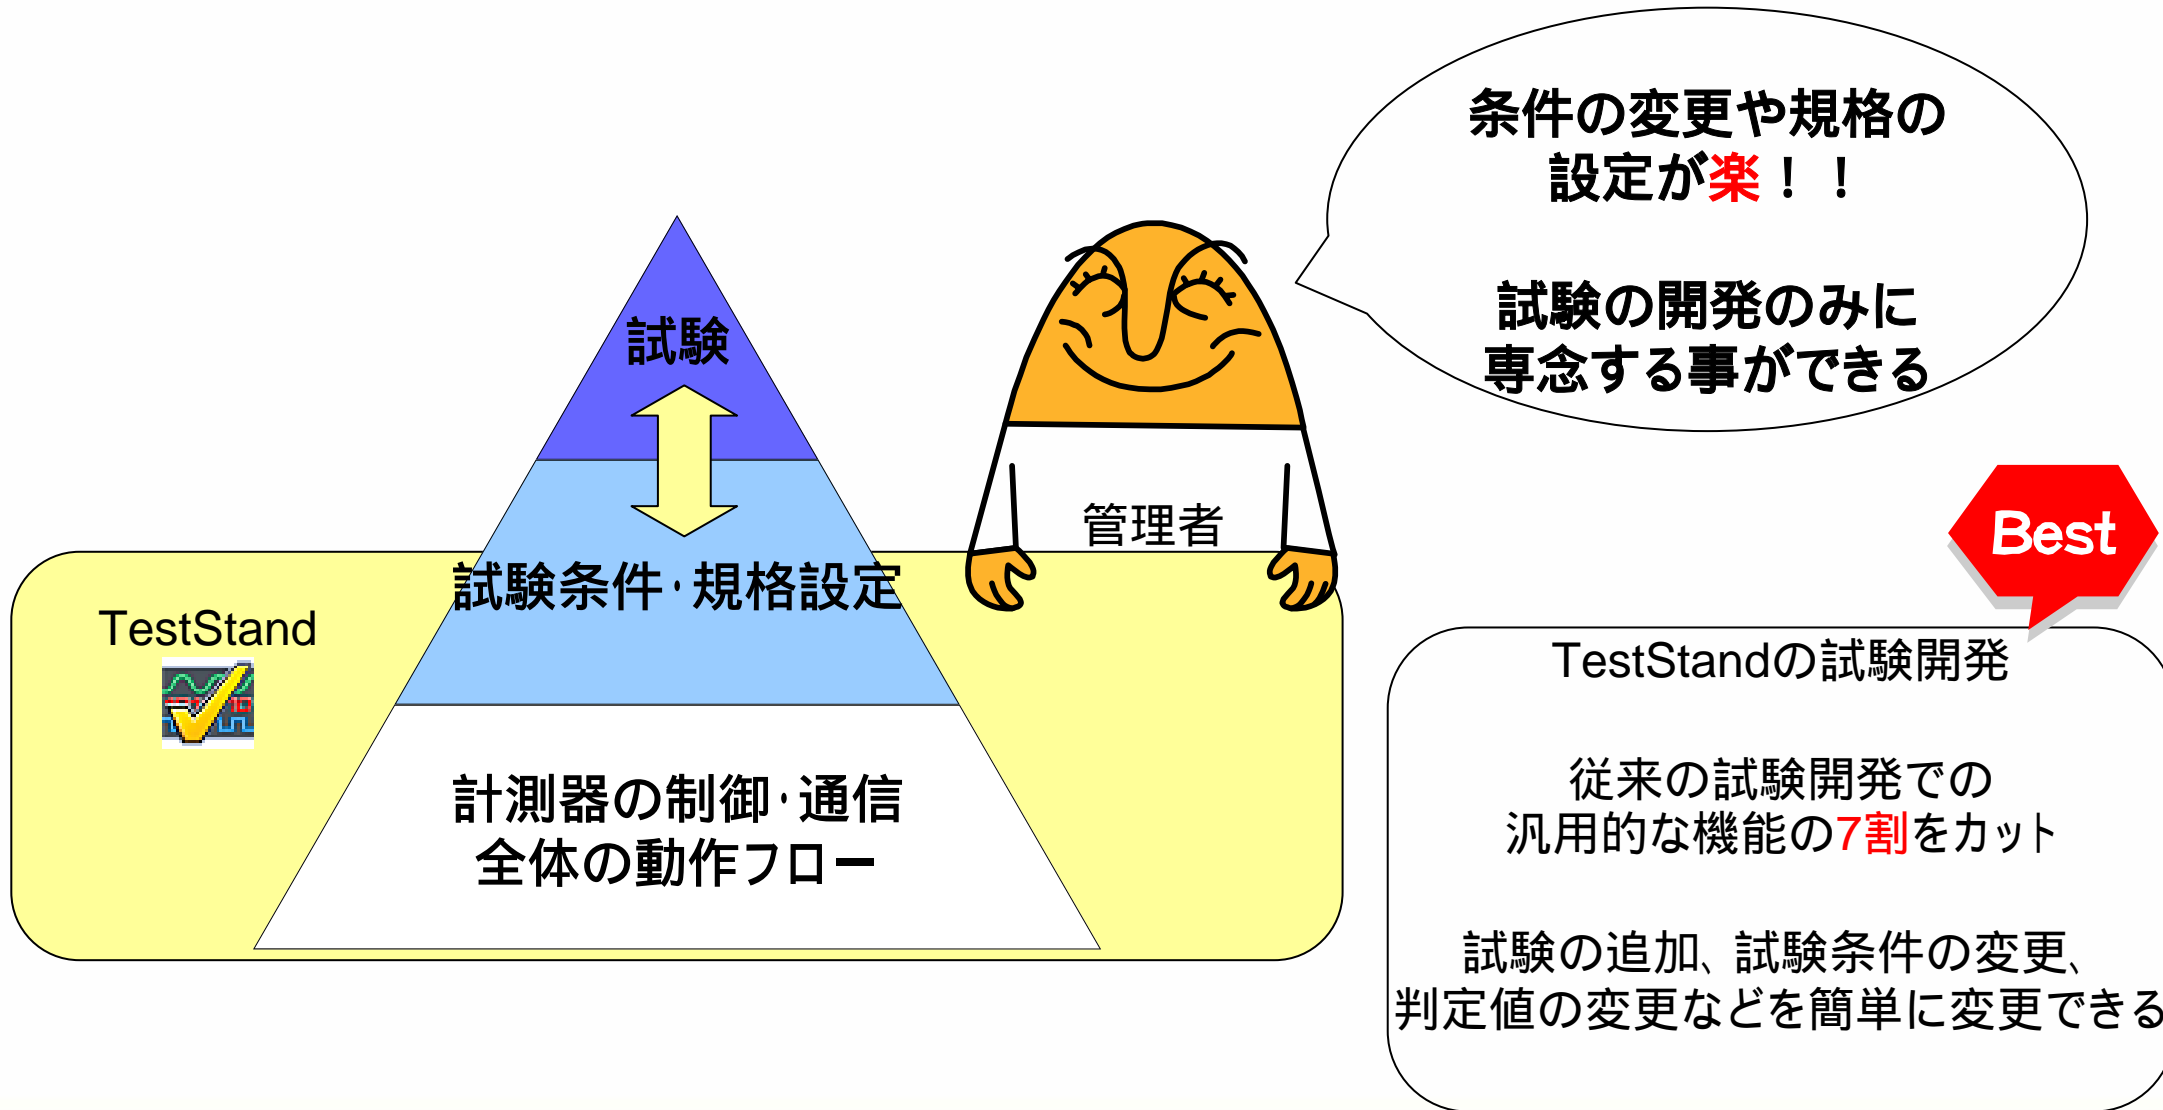 条件の変更や規格の
設定が楽！！
試験の開発のみに
専念する事ができる
試験
管理者
試験条件・規格設定
TestStand
計測器の制御・通信
全体の動作フロー
Best
TestStandの試験開発
従来の試験開発での
汎用的な機能の7割をカット
試験の追加、試験条件の変更、
判定値の変更などを簡単に変更できる